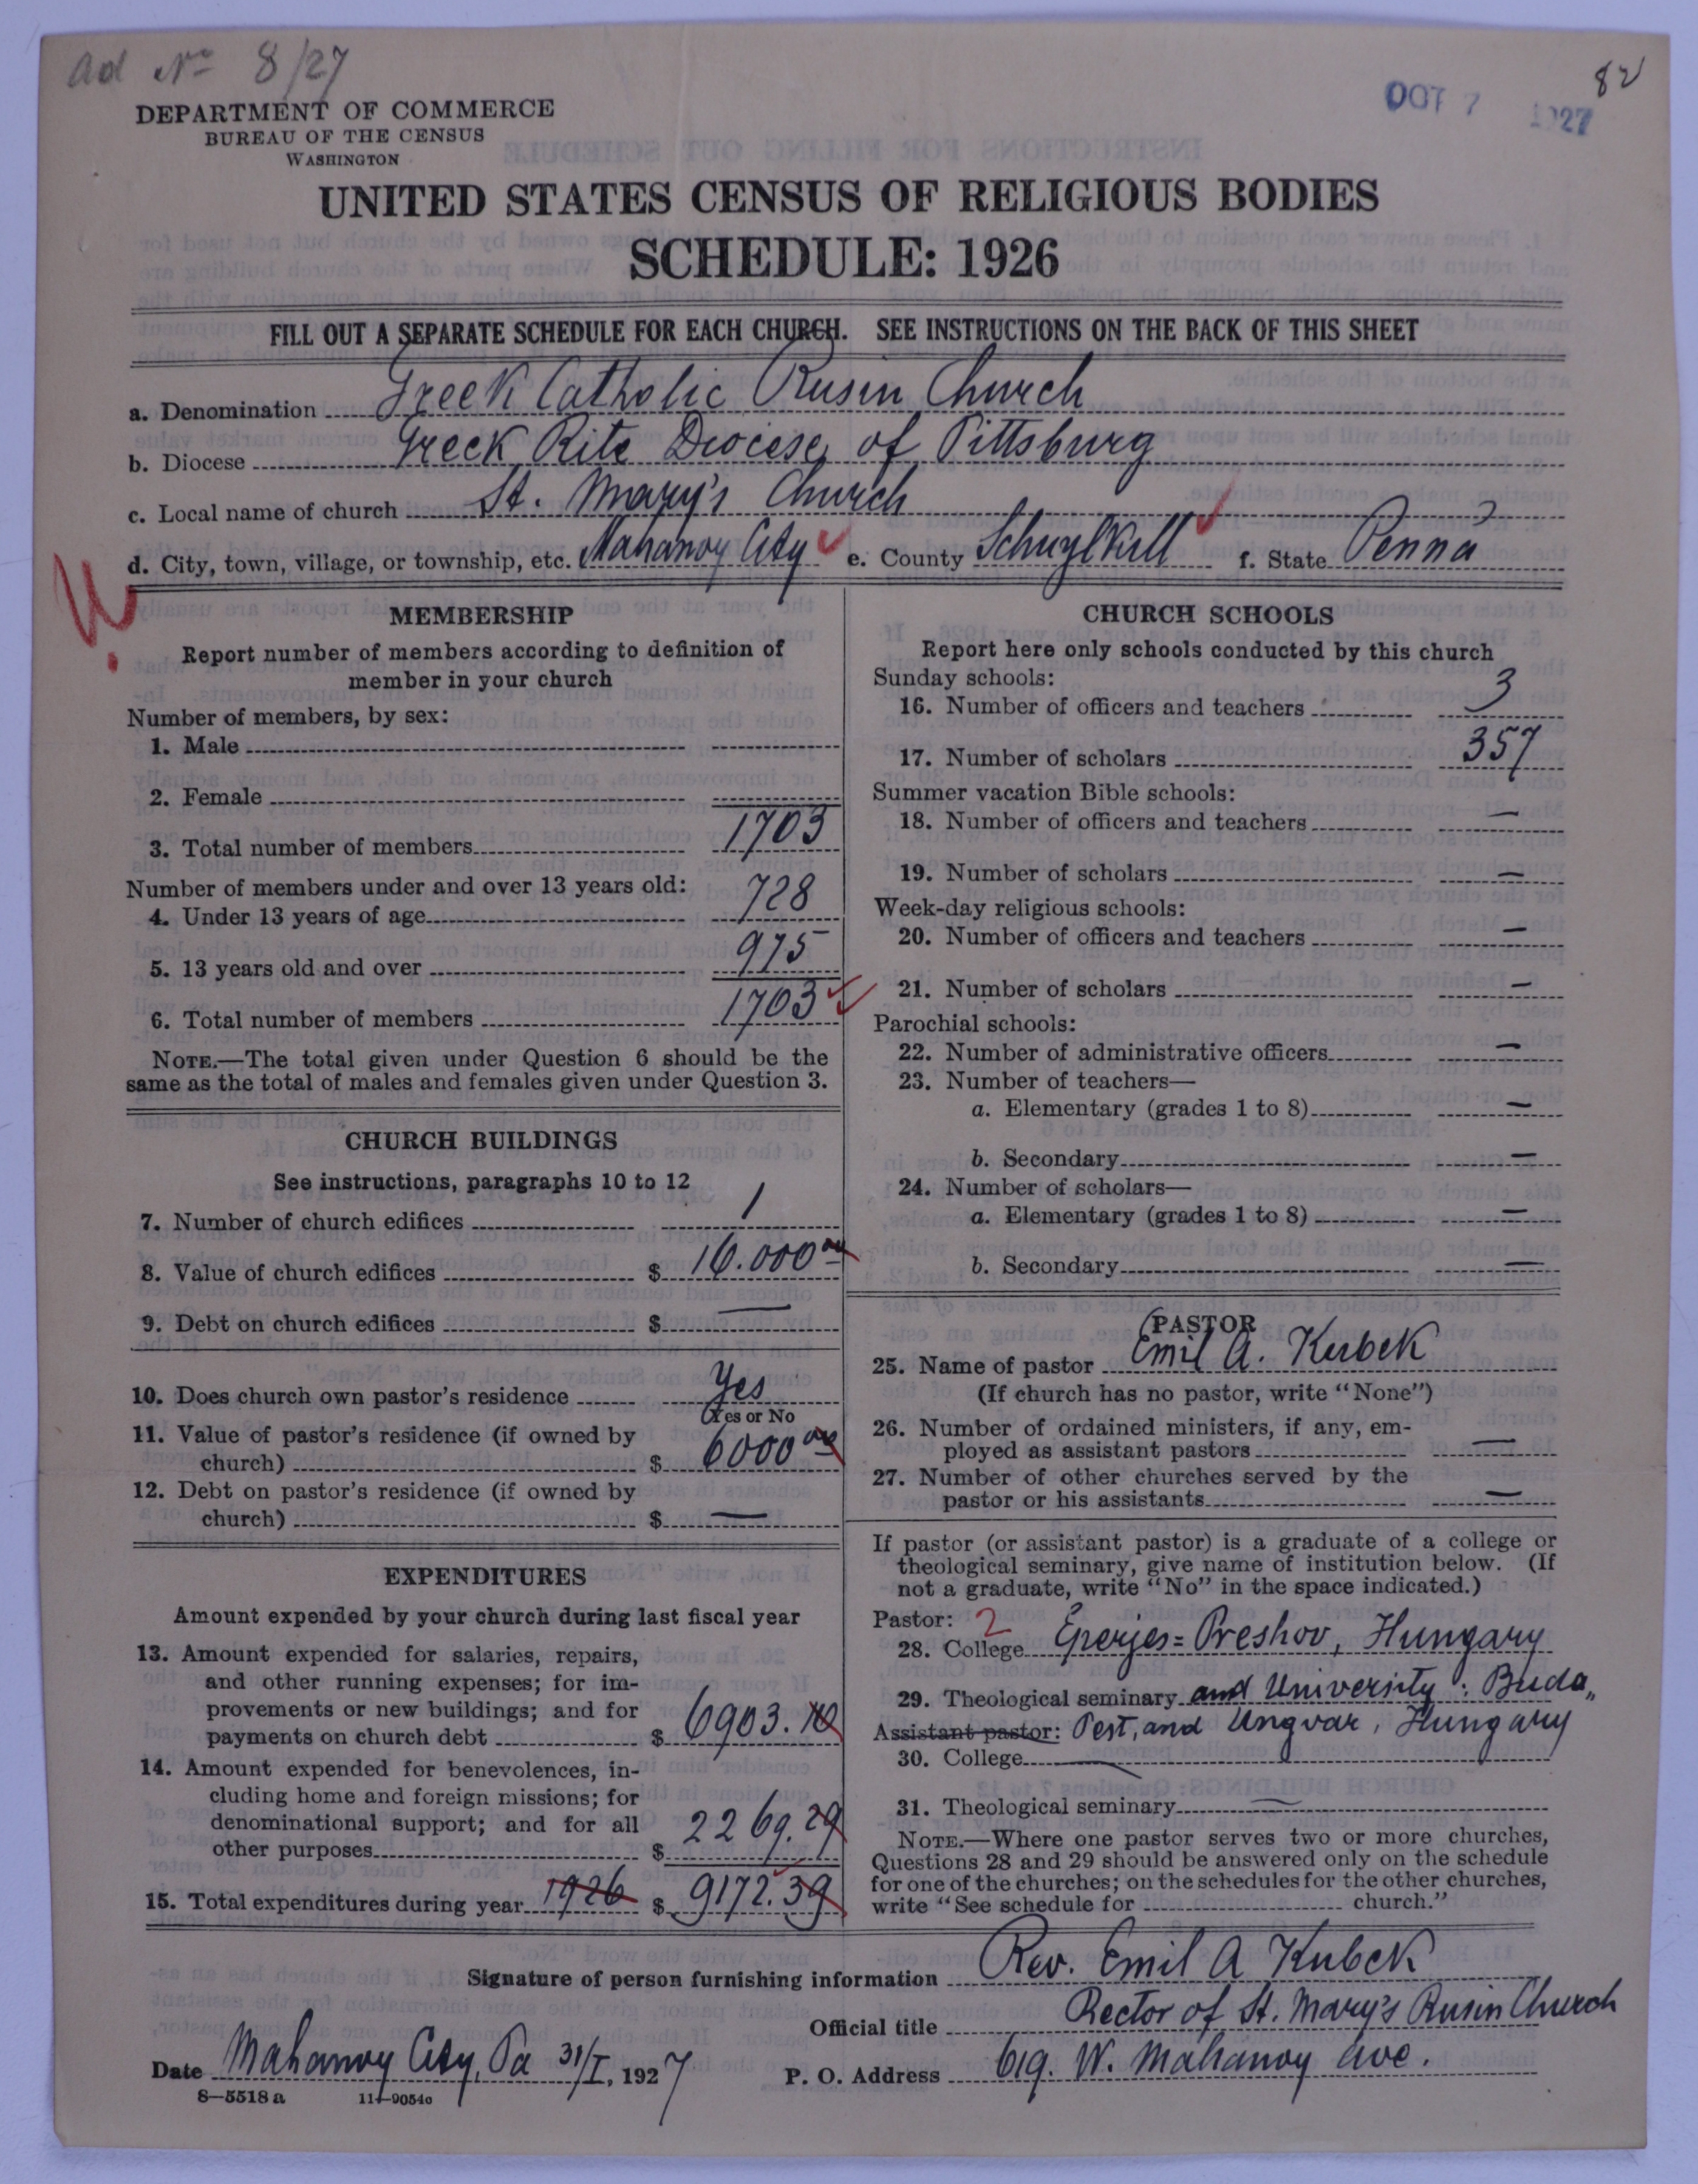 ad No 8/27
82
OCT 7 1927
DEPARTMENT OF COMMERCE
BUREAU OF THE CENSUS
WASHINGTON
UNITED STATES CENSUS OF RELIGIOUS BODIES
SCHEDULE: 1926
FILL OUT A SEPARATE SCHEDULE FOR EACH CHURCH. SEE INSTRUCTIONS ON THE BACK OF THIS SHEET
a. Denomination Greek Catholic Rusin Church
b. Diocese Greek Rite Diocese, of Pittsburg
c. Local name of church St. Mary's Church
d. City, town, village, or township, etc. Mahanoy City e. County Schuylkill f. State Penna
MEMBERSHIP
Report number of members according to definition of
member in your church
Number of members, by sex:
1. Male
2. Female
3. Total number of members 1703
Number of members under and over 13 years old:
4. Under 13 years of age 728
5. 13 years old and over 975
6. Total number of members 1703
NOTE.—The total given under Question 6 should be the
same as the total of males and females given under Question 3.
CHURCH BUILDINGS
See instructions, paragraphs 10 to 12
7. Number of church edifices 1
8. Value of church edifices $ 16.000 00
9. Debt on church edifices $ —
10. Does church own pastor's residence Yes
(Yes or No
11. Value of pastor's residence (if owned by
church) $ 6000 00
12. Debt on pastor's residence (if owned by
church) $ —
EXPENDITURES
Amount expended by your church during last fiscal year
13. Amount expended for salaries, repairs,
and other running expenses; for im-
provements or new buildings; and for
payments on church debt $ 6903.10
14. Amount expended for benevolences, in-
cluding home and foreign missions; for
denominational support; and for all
other purposes $ 2269.29
15. Total expenditures during year 1926 $ 9172.39
CHURCH SCHOOLS
Report here only schools conducted by this church
Sunday schools:
16. Number of officers and teachers 3
17. Number of scholars 357
Summer vacation Bible schools:
18. Number of officers and teachers —
19. Number of scholars —
Week-day religious schools:
20. Number of officers and teachers —
21. Number of scholars —
Parochial schools:
22. Number of administrative officers —
23. Number of teachers—
a. Elementary (grades 1 to 8) —
b. Secondary —
24. Number of scholars—
a. Elementary (grades 1 to 8) —
b. Secondary —
PASTOR
25. Name of pastor Emil A. Kubek
(If church has no pastor, write "None")
26. Number of ordained ministers, if any, em-
ployed as assistant pastors —
27. Number of other churches served by the
pastor or his assistants —
If pastor (or assistant pastor) is a graduate of a college or
theological seminary, give name of institution below. (If
not a graduate, write "No" in the space indicated.)
Pastor: 2
28. College Eperjes=Preshov, Hungary
29. Theological seminary and University: Buda„
Assistant pastor: Pest, and Ungvar, Hungary
30. College —
31. Theological seminary —
NOTE.—Where one pastor serves two or more churches,
Questions 28 and 29 should be answered only on the schedule
for one of the churches; on the schedules for the other churches,
write "See schedule for church."
Signature of person furnishing information Rev. Emil A Kubek
Official title Rector of St. Mary's Rusin Church
Date Mahanoy City, Pa 31/I, 1927 P. O. Address 619. W. Mahanoy ave.
8—5518 a 11—9054o